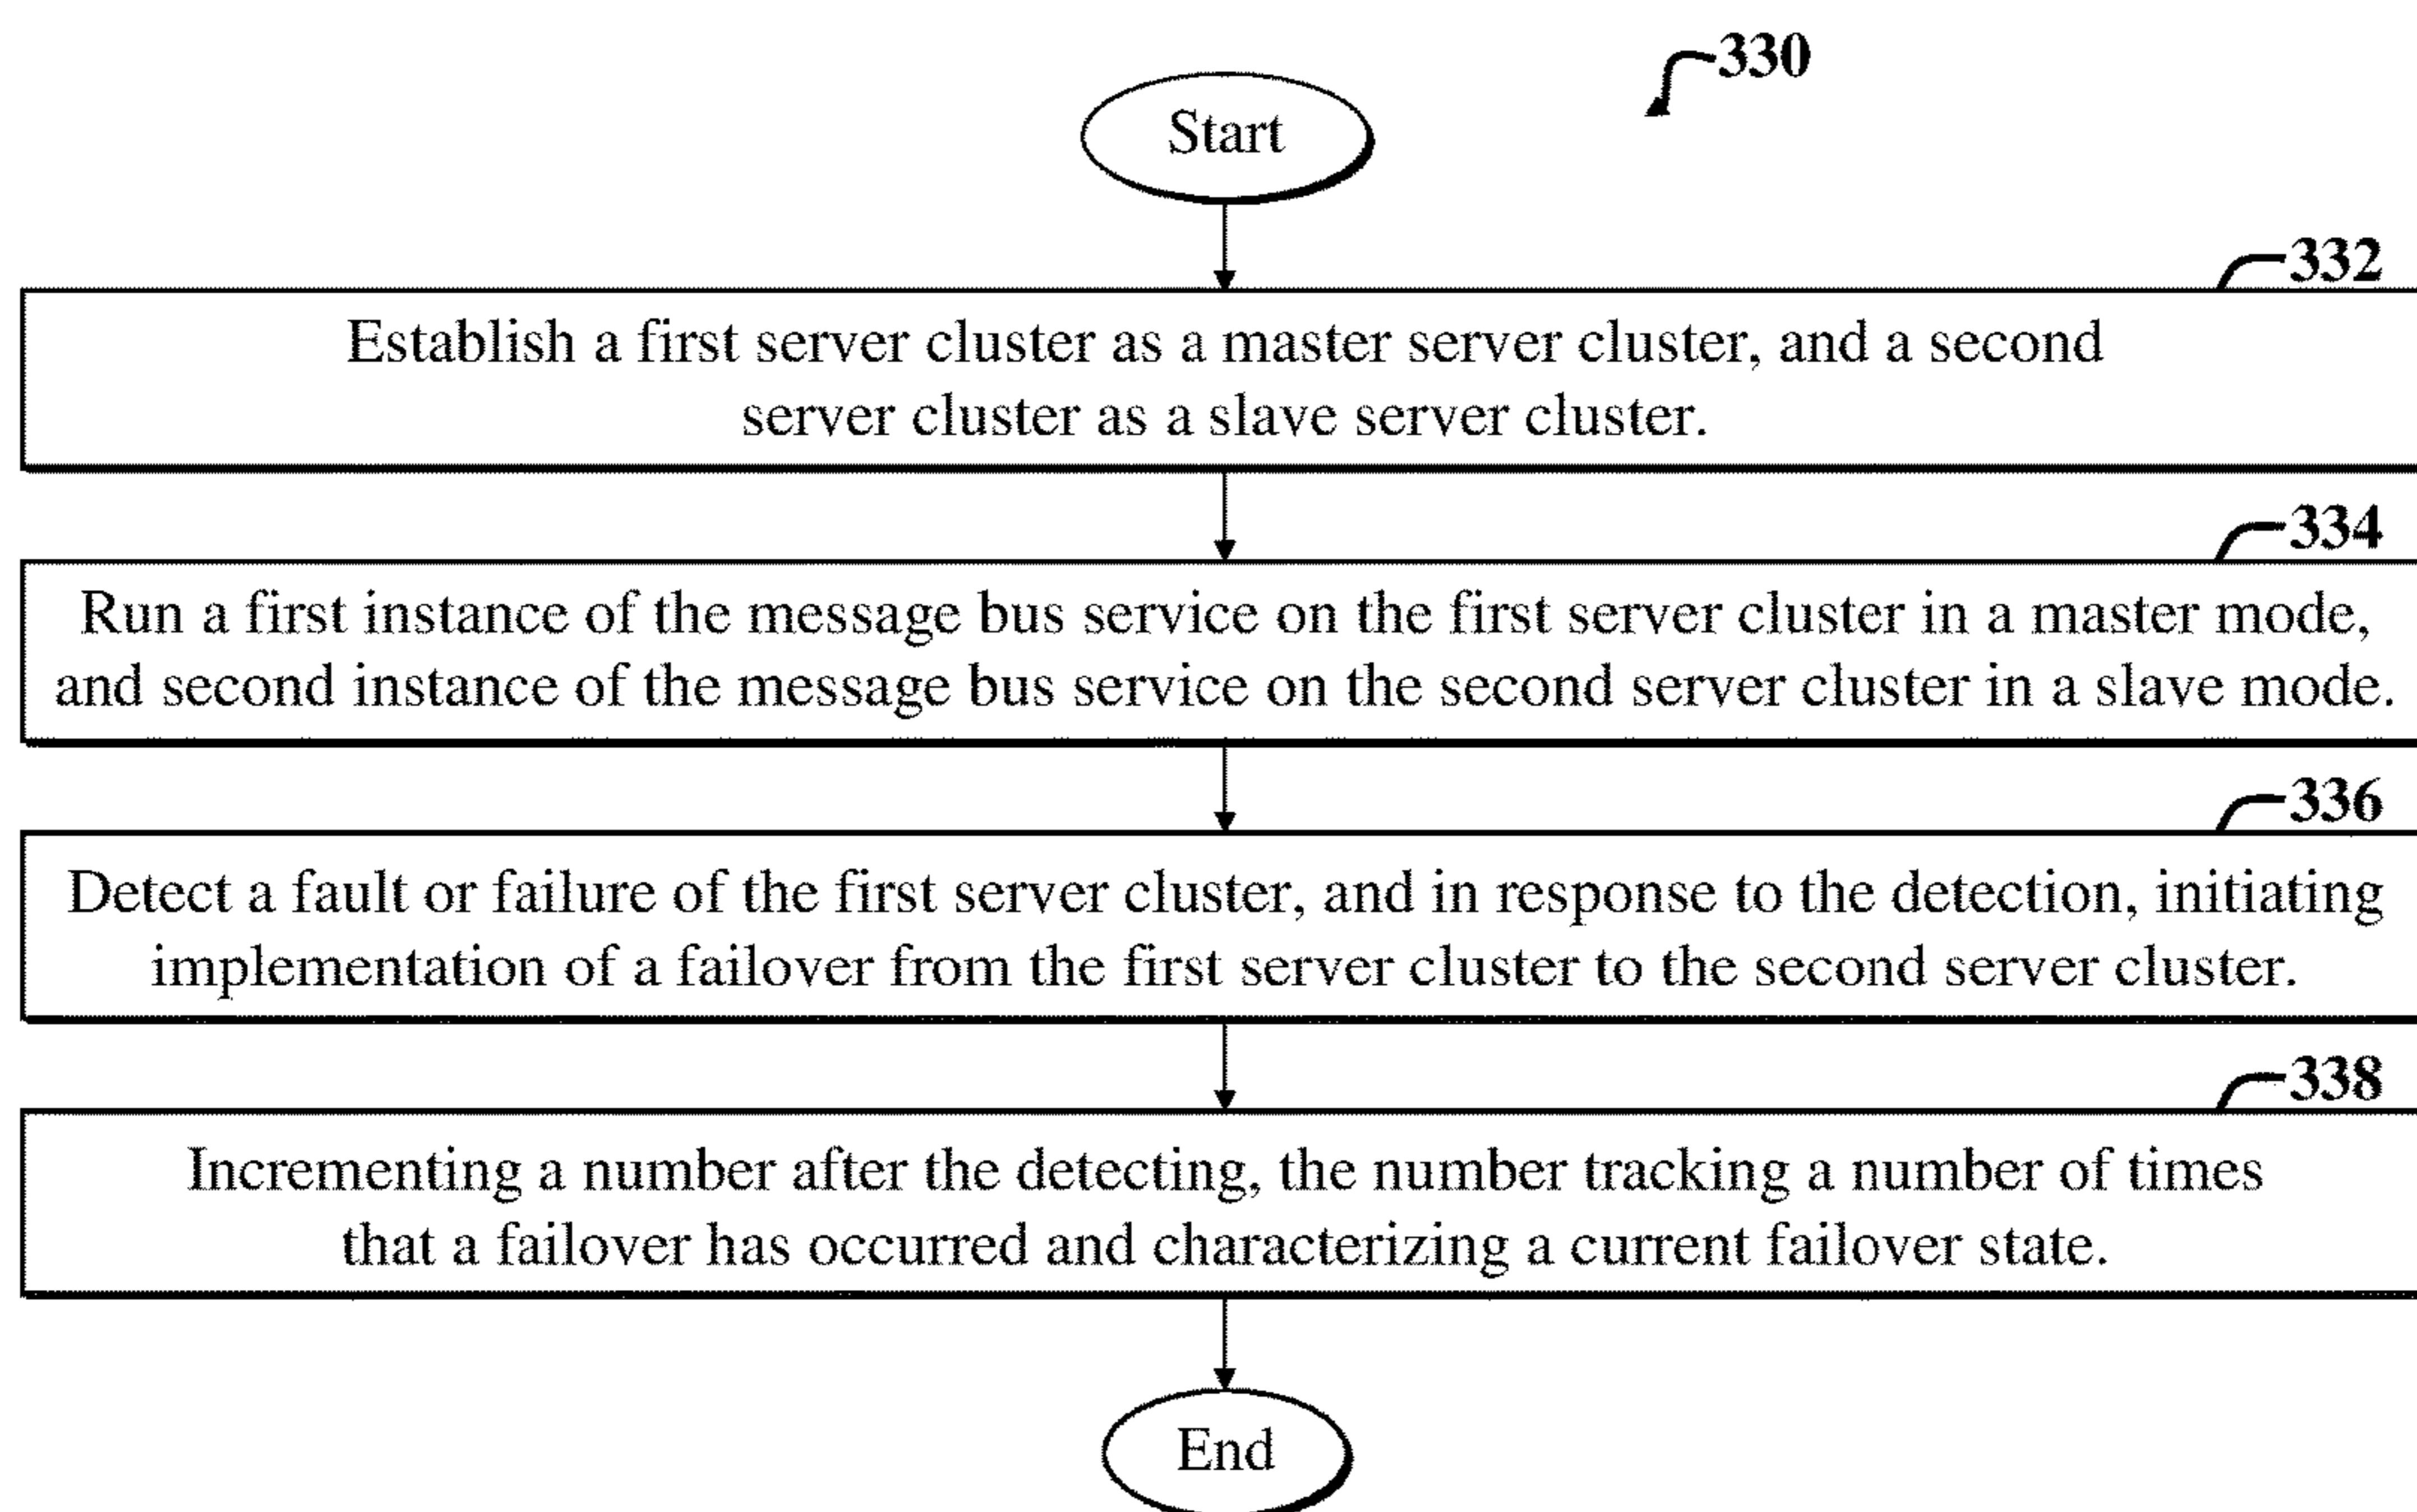 330
Start
332
Establish a first server cluster as a master server cluster, and a second
server cluster as a slave server cluster.
334
Run a first instance of the message bus service on the first server cluster in a master mode,
and second instance of the message bus service on the second server cluster in a slave mode.
336
Detect a fault or failure of the first server cluster, and in response to the detection, initiating
implementation of a failover from the first server cluster to the second server cluster.
338
Incrementing a number after the detecting, the number tracking a number of times
that a failover has occurred and characterizing a current failover state.
End